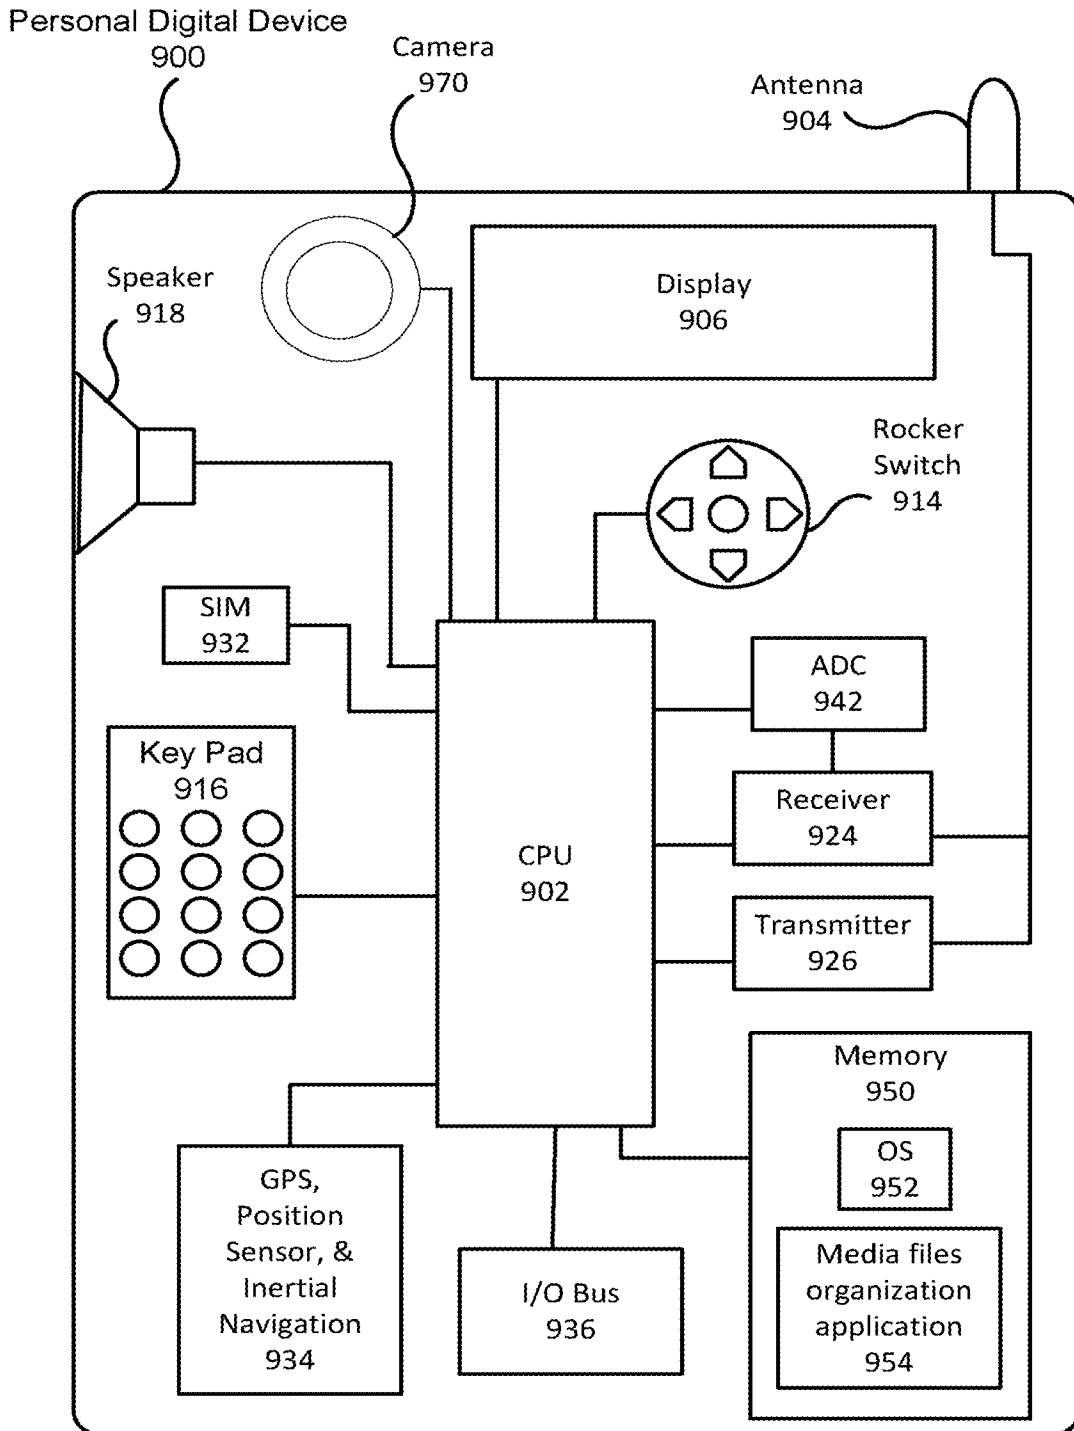 Personal Digital Device
900
Camera
970
Antenna
904
Speaker
918
Display
906
Rocker
Switch
914
SIM
932
ADC
942
Key Pad
916
Receiver
924
CPU
902
Transmitter
926
Memory
950
OS
952
GPS,
Position
Sensor, &
Inertial
Navigation
934
I/O Bus
936
Media files
organization
application
954